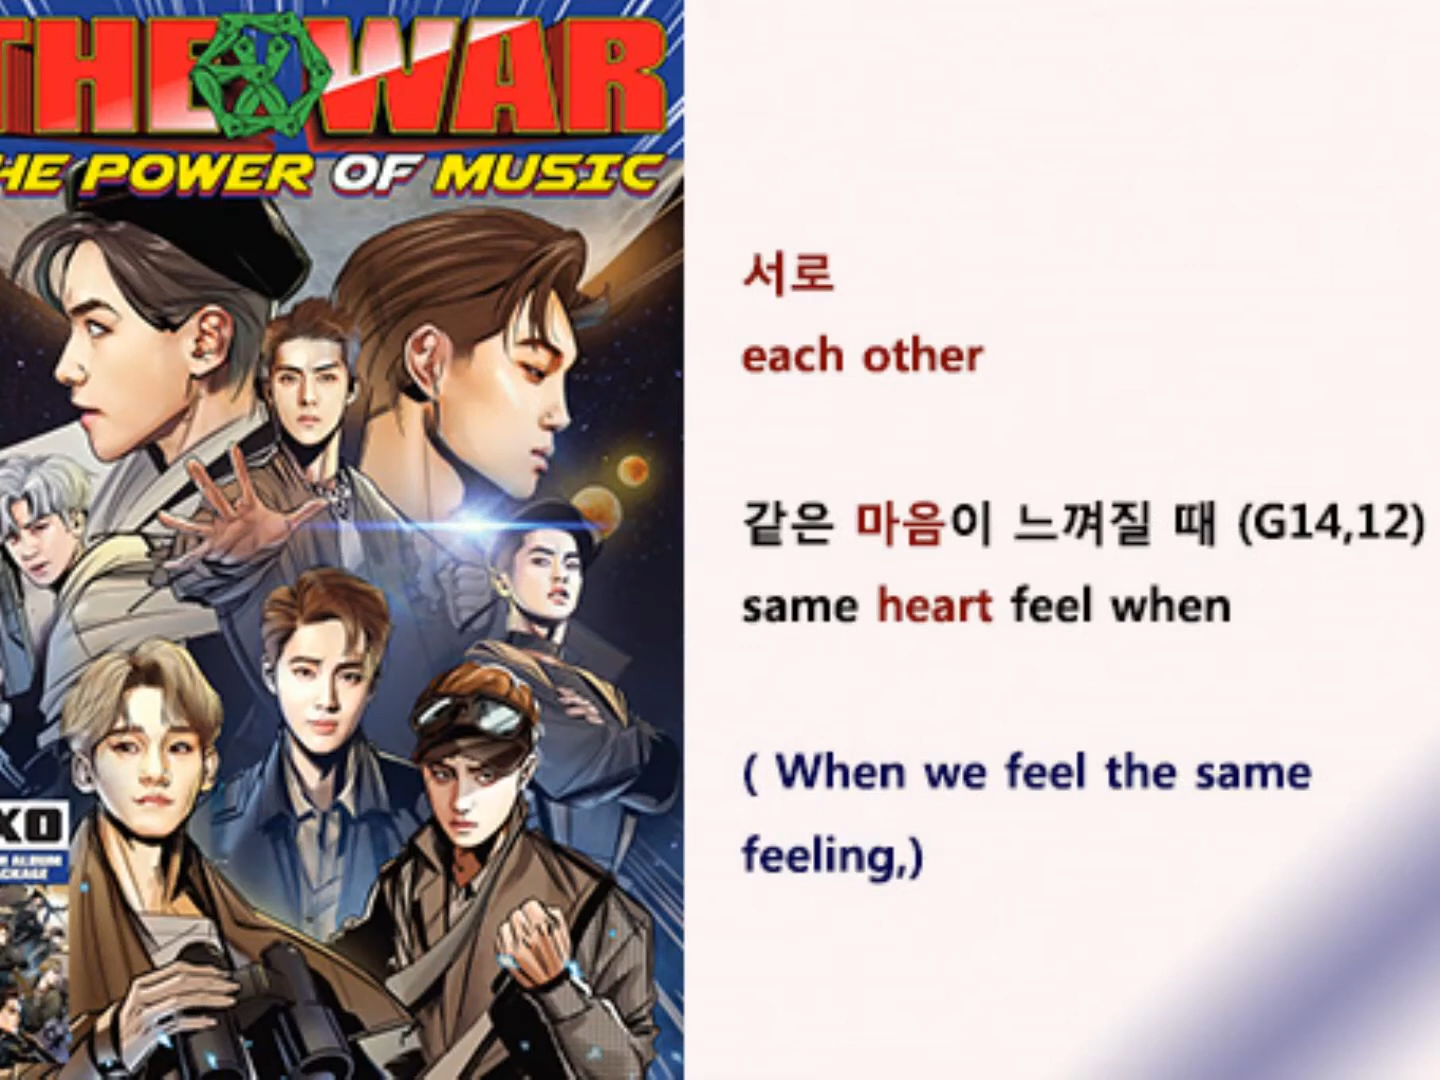 THE WAR
THE POWER OF MUSIC
서로
each other
같은 마음이 느껴질 때 (G14,12)
same heart feel when
( When we feel the same
feeling,)
XO
ALBUM